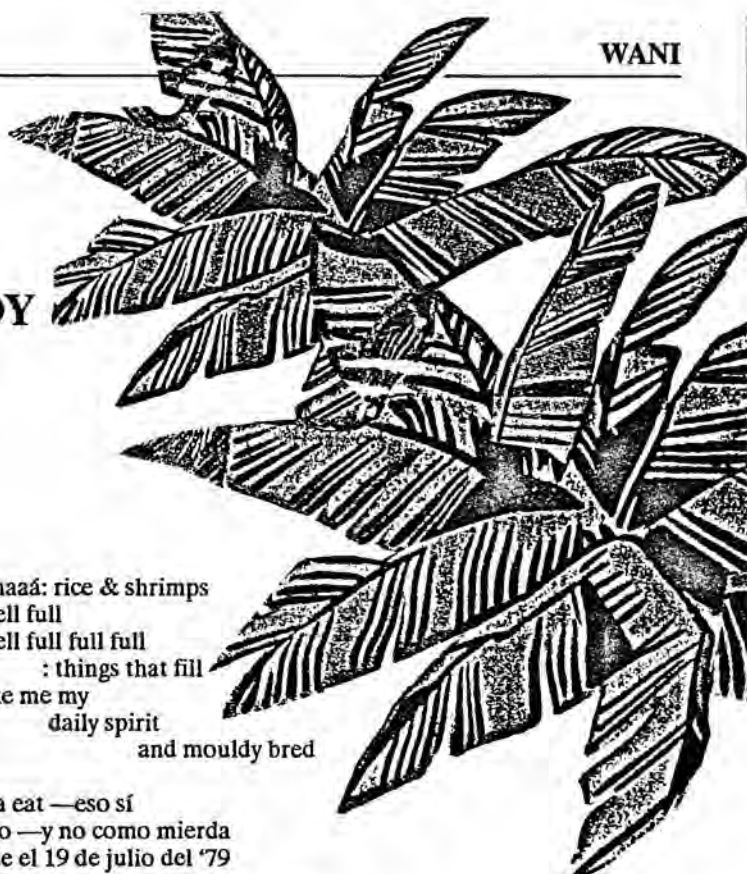 WANI
DY
naaá: rice & shrimps
ell full
ell full full full
: things that fill
ke me my
daily spirit
and mouldy bred
a eat —eso sí
o —y no como mierda
e el 19 de julio del ‘79